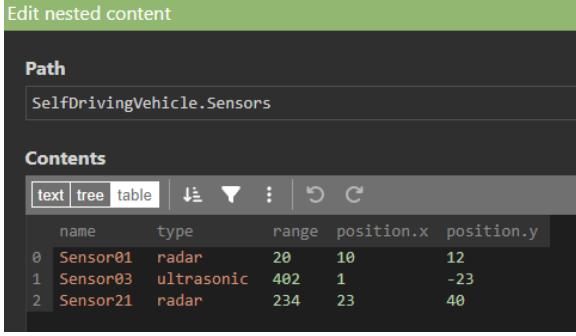 Edit nested content
Path
SelfDrivingVehicle.Sensors
Contents
text tree table
name type range position.x position.y
0 Sensor01 radar 20 10 12
1 Sensor03 ultrasonic 402 1 -23
2 Sensor21 radar 234 23 40